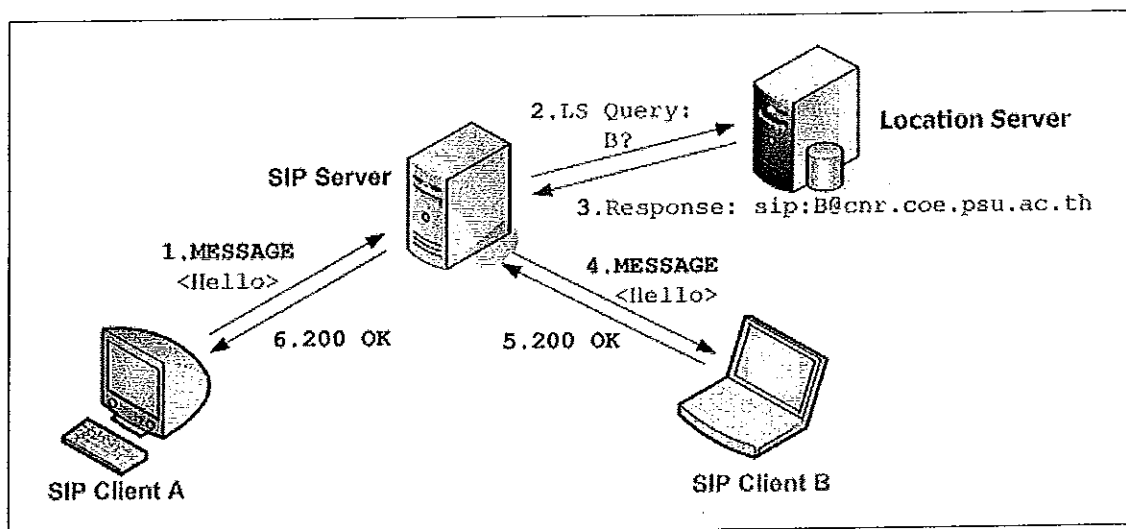 2.LS Query:
B?
Location Server
SIP Server
3.Response: sip:B@cnr.coe.psu.ac.th
1.MESSAGE
<Hello>
4.MESSAGE
<Hello>
6.200 OK
5.200 OK
SIP Client A
SIP Client B